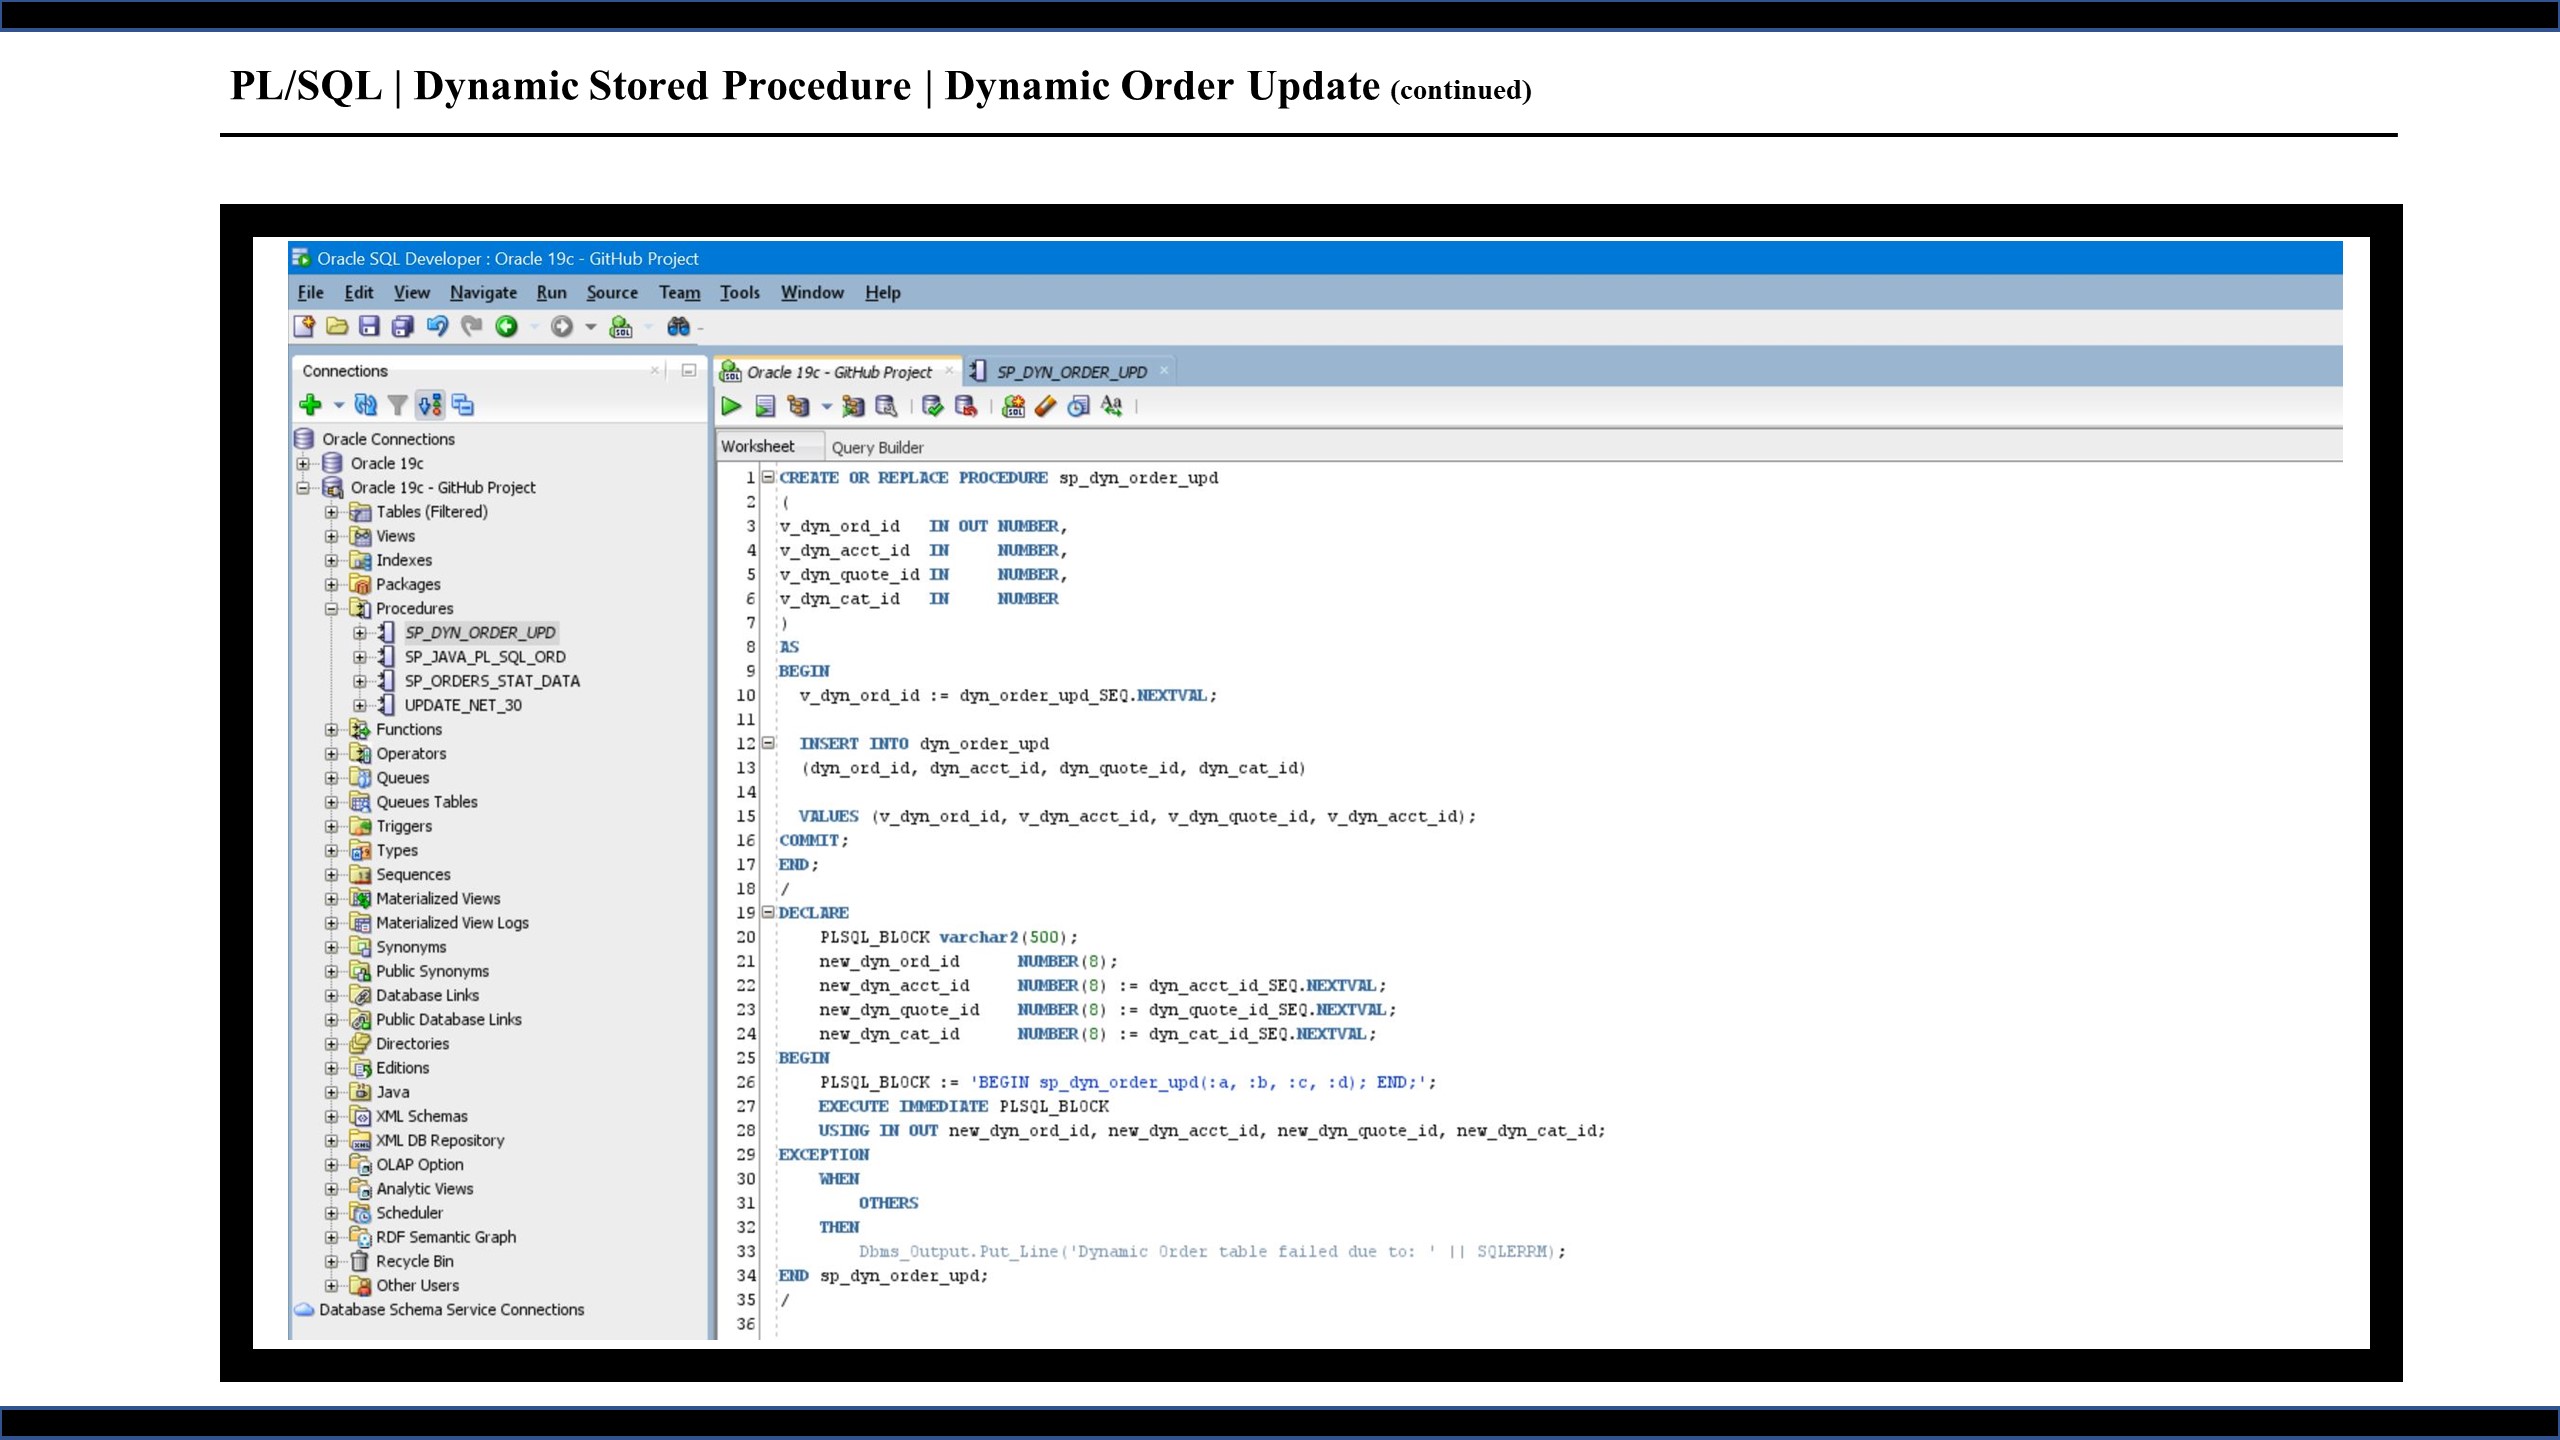 PL/SQL | Dynamic Stored Procedure | Dynamic Order Update (continued)
Oracle SQL Developer : Oracle 19c - GitHub Project
File Edit View Navigate Run Source Team Tools Window Help
Connections
Oracle Connections
Oracle 19c
Oracle 19c - GitHub Project
Tables (Filtered)
Views
Indexes
Packages
Procedures
SP_DYN_ORDER_UPD
SP_JAVA_PL_SQL_ORD
SP_ORDERS_STAT_DATA
UPDATE_NET_30
Functions
Operators
Queues
Queues Tables
Triggers
Types
Sequences
Materialized Views
Materialized View Logs
Synonyms
Public Synonyms
Database Links
Public Database Links
Directories
Editions
Java
XML Schemas
XML DB Repository
OLAP Option
Analytic Views
Scheduler
RDF Semantic Graph
Recycle Bin
Other Users
Database Schema Service Connections
Oracle 19c - GitHub Project SP_DYN_ORDER_UPD
Worksheet Query Builder
1 CREATE OR REPLACE PROCEDURE sp_dyn_order_upd
2 (
3 v_dyn_ord_id IN OUT NUMBER,
4 v_dyn_acct_id IN NUMBER,
5 v_dyn_quote_id IN NUMBER,
6 v_dyn_cat_id IN NUMBER
7 )
8 AS
9 BEGIN
10 v_dyn_ord_id := dyn_order_upd_SEQ.NEXTVAL;
11
12 INSERT INTO dyn_order_upd
13 (dyn_ord_id, dyn_acct_id, dyn_quote_id, dyn_cat_id)
14
15 VALUES (v_dyn_ord_id, v_dyn_acct_id, v_dyn_quote_id, v_dyn_acct_id);
16 COMMIT;
17 END;
18 /
19 DECLARE
20 PLSQL_BLOCK varchar2(500);
21 new_dyn_ord_id NUMBER(8);
22 new_dyn_acct_id NUMBER(8) := dyn_acct_id_SEQ.NEXTVAL;
23 new_dyn_quote_id NUMBER(8) := dyn_quote_id_SEQ.NEXTVAL;
24 new_dyn_cat_id NUMBER(8) := dyn_cat_id_SEQ.NEXTVAL;
25 BEGIN
26 PLSQL_BLOCK := 'BEGIN sp_dyn_order_upd(:a, :b, :c, :d); END;';
27 EXECUTE IMMEDIATE PLSQL_BLOCK
28 USING IN OUT new_dyn_ord_id, new_dyn_acct_id, new_dyn_quote_id, new_dyn_cat_id;
29 EXCEPTION
30 WHEN
31 OTHERS
32 THEN
33 Dbms_Output.Put_Line('Dynamic Order table failed due to: ' || SQLERRM);
34 END sp_dyn_order_upd;
35 /
36